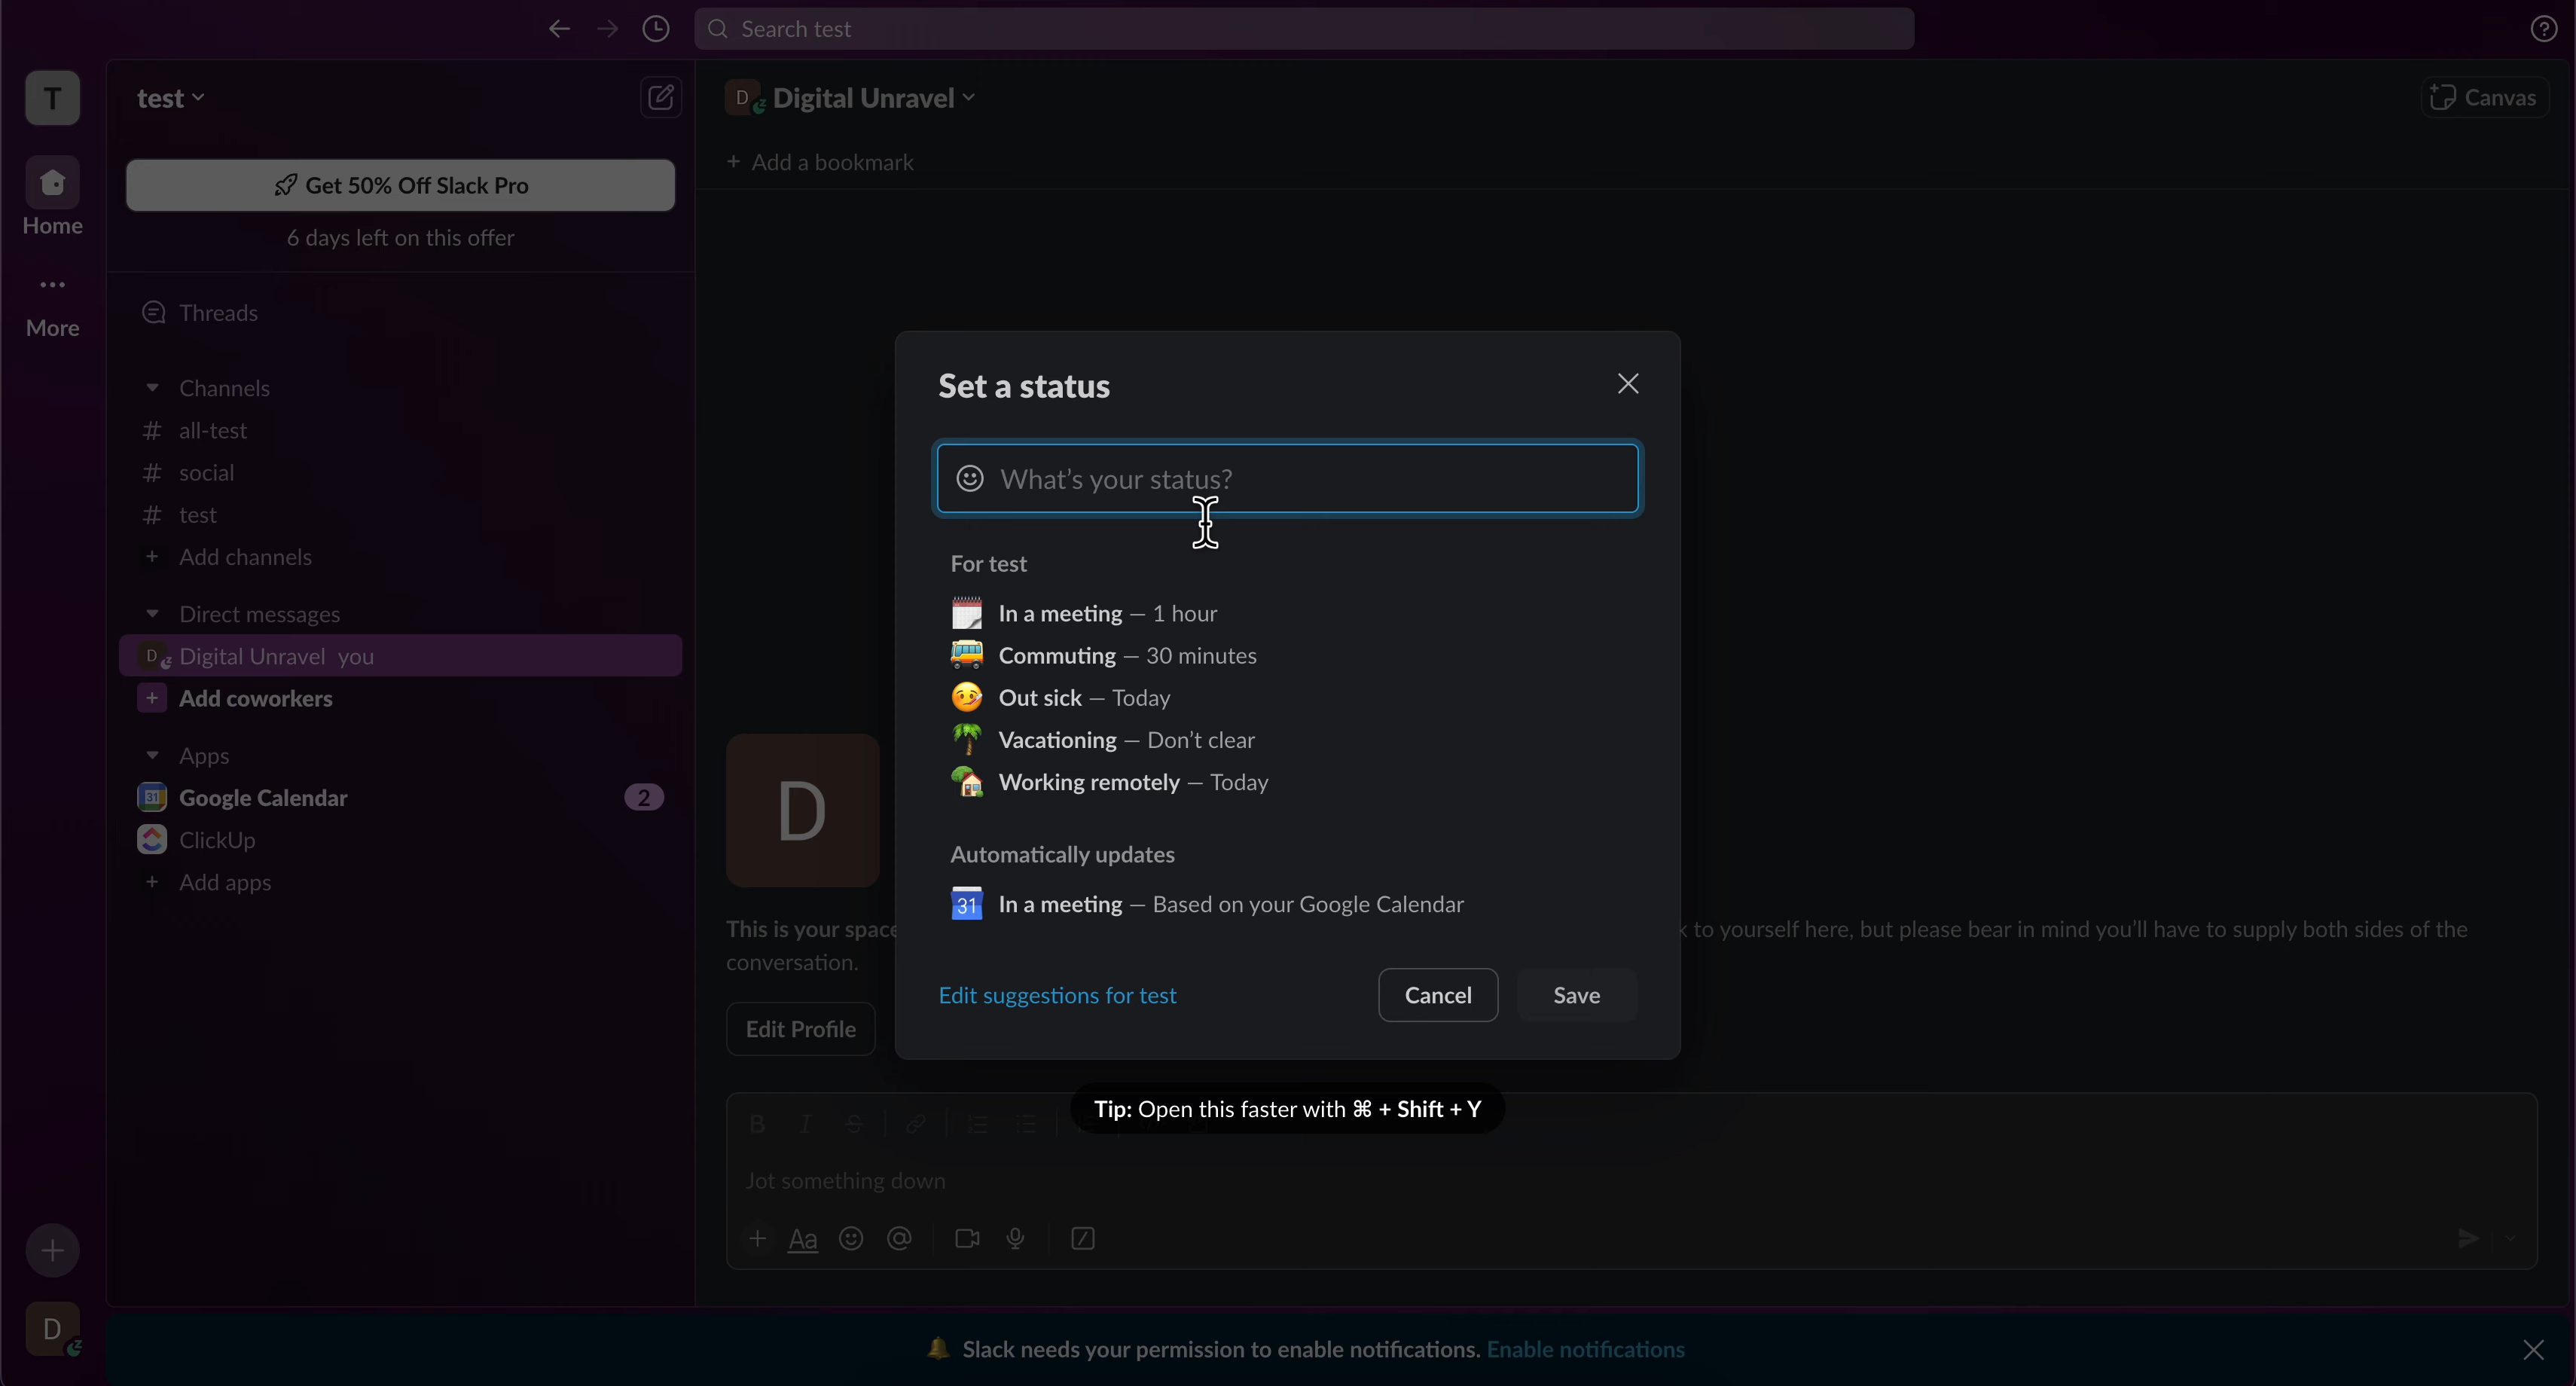 Search test
T
test
Digital Unravel
Canvas
Add a bookmark
Get 50% Off Slack Pro
6 days left on this offer
Home
More
Threads
Channels
# all-test
# social
# test
+ Add channels
Direct messages
D Digital Unravel you
+ Add coworkers
Apps
Google Calendar 2
ClickUp
+ Add apps
Set a status
What's your status?
For test
In a meeting – 1 hour
Commuting – 30 minutes
Out sick – Today
Vacationing – Don't clear
Working remotely – Today
Automatically updates
31 In a meeting – Based on your Google Calendar
Edit suggestions for test
Cancel
Save
D
This is your space
k to yourself here, but please bear in mind you'll have to supply both sides of the
conversation.
Edit Profile
Tip: Open this faster with ⌘ + Shift + Y
B I S
Jot something down
+ Aa @
D
Slack needs your permission to enable notifications. Enable notifications